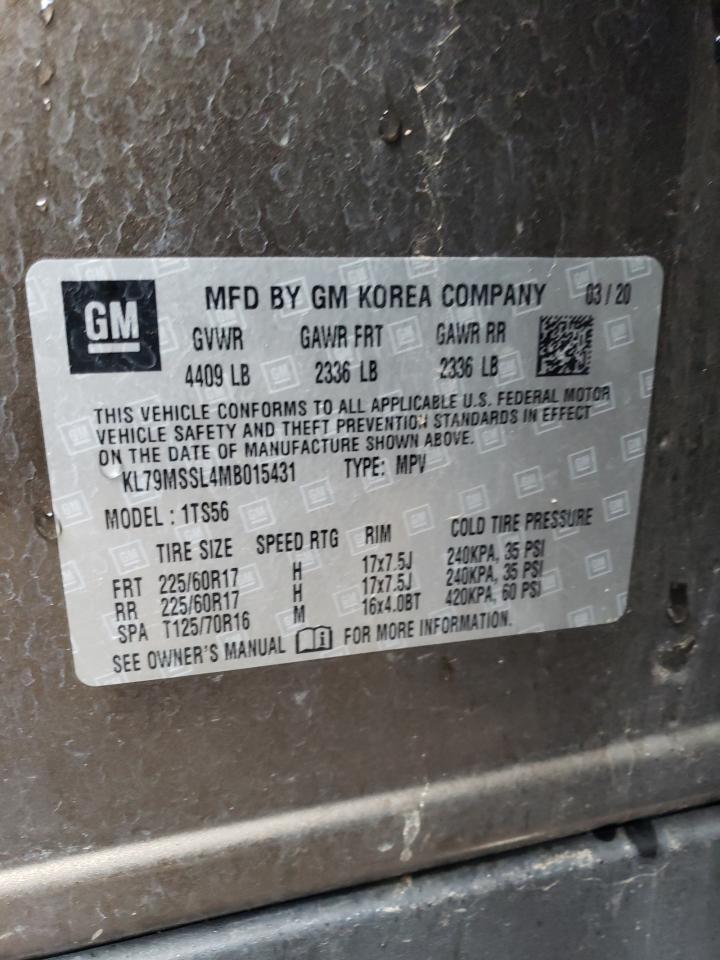 GM MFD BY GM KOREA COMPANY 03/20
GVWR GAWR FRT GAWR RR
4409 LB 2336 LB 2336 LB
THIS VEHICLE CONFORMS TO ALL APPLICABLE U.S. FEDERAL MOTOR
VEHICLE SAFETY AND THEFT PREVENTION STANDARDS IN EFFECT
ON THE DATE OF MANUFACTURE SHOWN ABOVE.
KL79MSSL4MB015431 TYPE: MPV
MODEL : 1TS56
TIRE SIZE SPEED RTG RIM COLD TIRE PRESSURE
FRT 225/60R17 H 17x7.5J 240KPA, 35 PSI
RR 225/60R17 H 17x7.5J 240KPA, 35 PSI
SPA T125/70R16 M 16x4.0BT 420KPA, 60 PSI
SEE OWNER'S MANUAL FOR MORE INFORMATION.